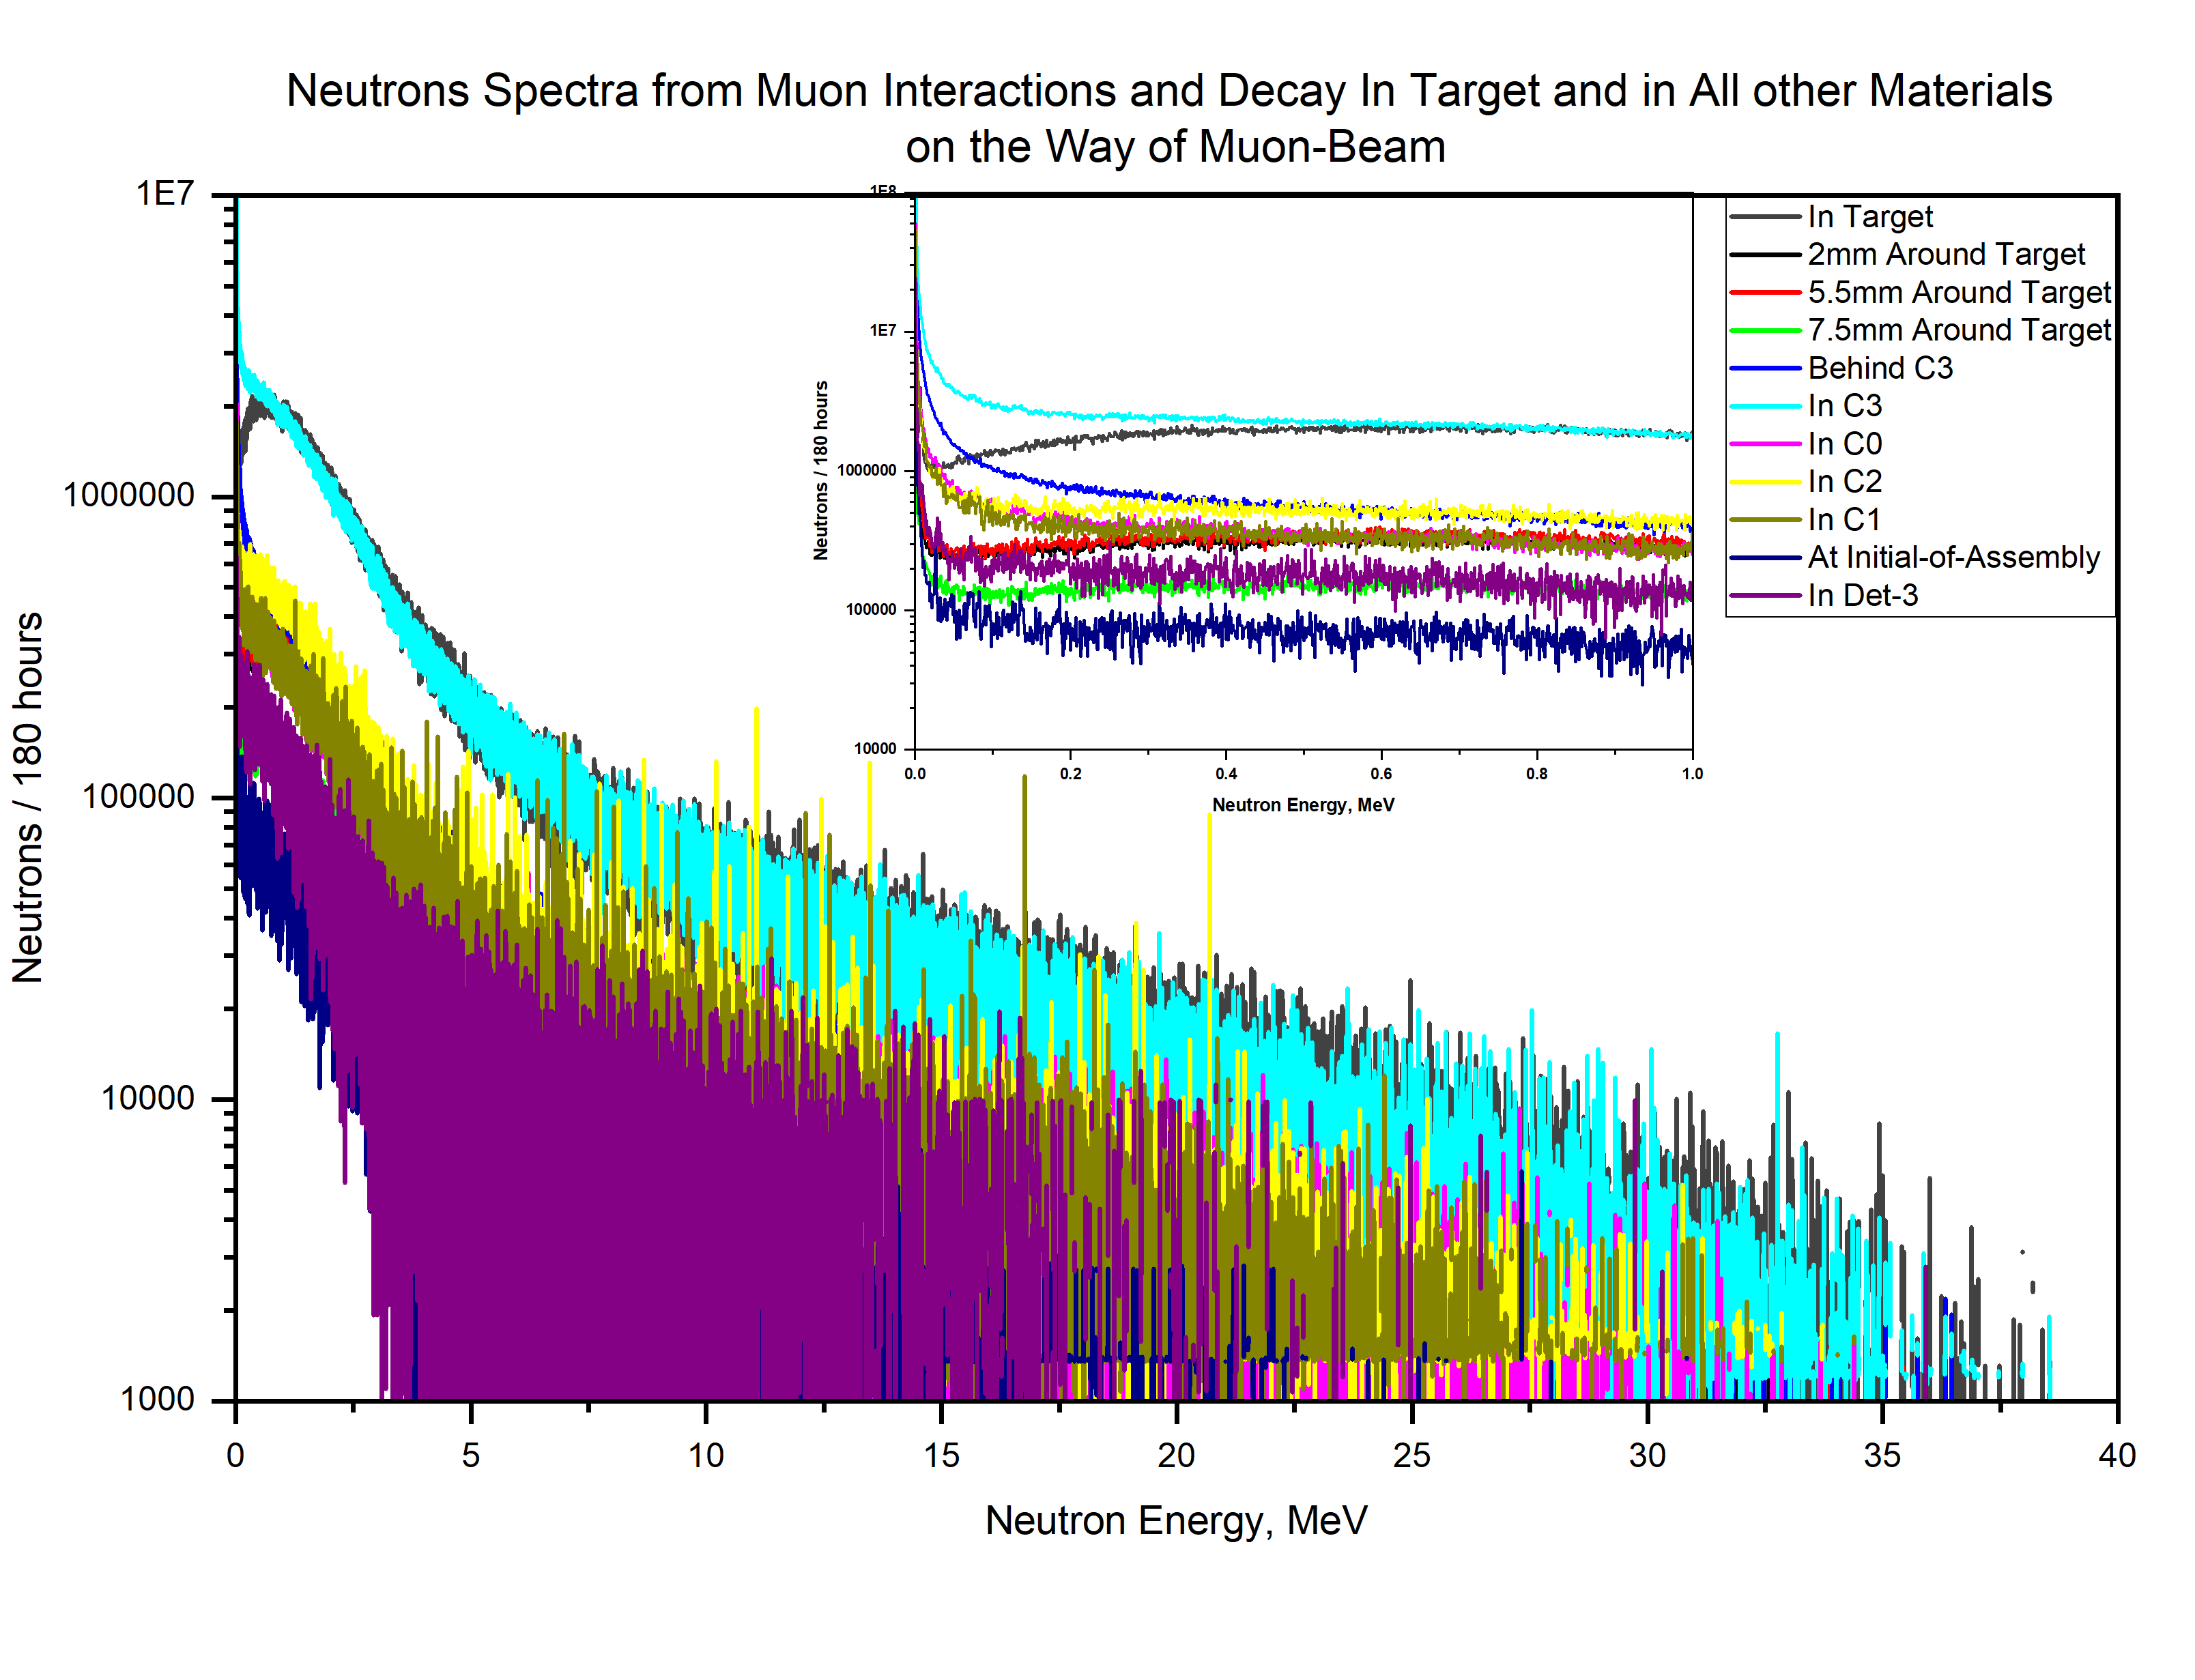 Neutrons Spectra from Muon Interactions and Decay In Target and in All other Materials
on the Way of Muon-Beam
1E7
1000000
100000
10000
1000
Neutrons / 180 hours
0 5 10 15 20 25 30 35 40
Neutron Energy, MeV
1E8
1E7
1000000
100000
10000
Neutrons / 180 hours
0.0 0.2 0.4 0.6 0.8 1.0
Neutron Energy, MeV
In Target
2mm Around Target
5.5mm Around Target
7.5mm Around Target
Behind C3
In C3
In C0
In C2
In C1
At Initial-of-Assembly
In Det-3